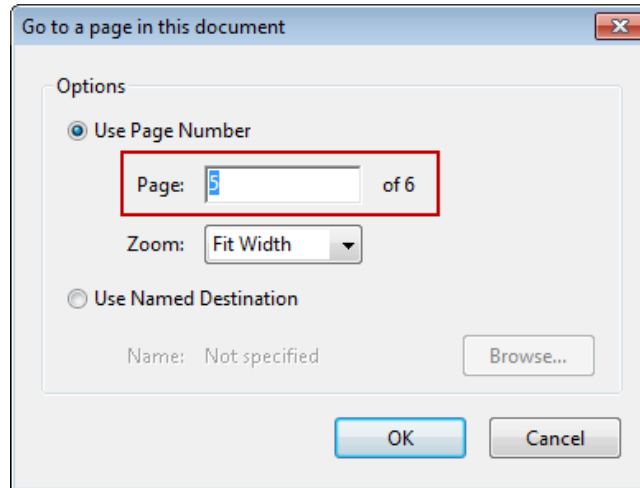 Go to a page in this document
Options
Use Page Number
Page: 5 of 6
Zoom: Fit Width
Use Named Destination
Name: Not specified Browse...
OK Cancel